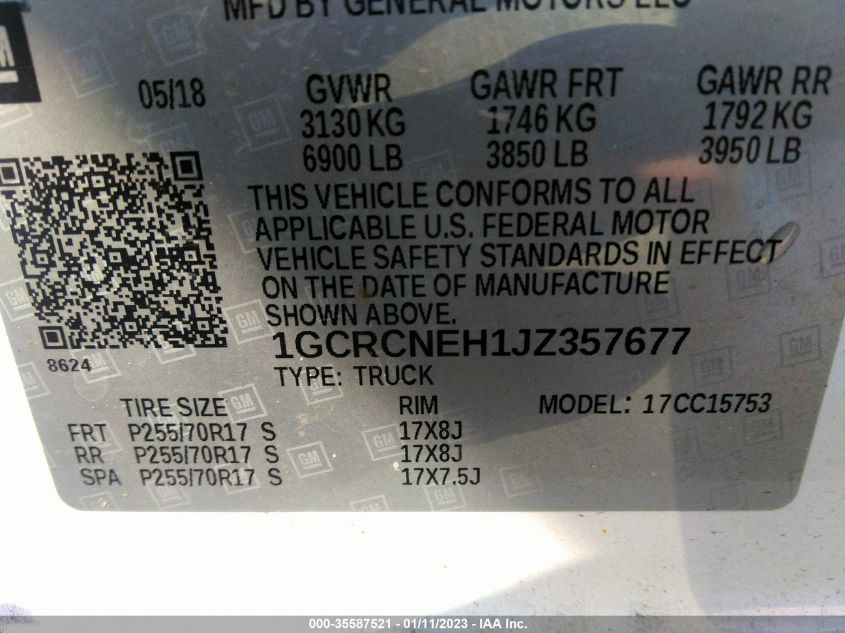 MFD BY GENERAL MOTORS LLC
GM
05/18 GVWR GAWR FRT GAWR RR
3130 KG 1746 KG 1792 KG
6900 LB 3850 LB 3950 LB
THIS VEHICLE CONFORMS TO ALL
APPLICABLE U.S. FEDERAL MOTOR
VEHICLE SAFETY STANDARDS IN EFFECT
ON THE DATE OF MANUFACTURE
SHOWN ABOVE.
8624
1GCRCNEH1JZ357677
TYPE: TRUCK
TIRE SIZE RIM MODEL: 17CC15753
FRT P255/70R17 S 17X8J
RR P255/70R17 S 17X8J
SPA P255/70R17 S 17X7.5J
000-35587521 - 01/11/2023 - IAA Inc.